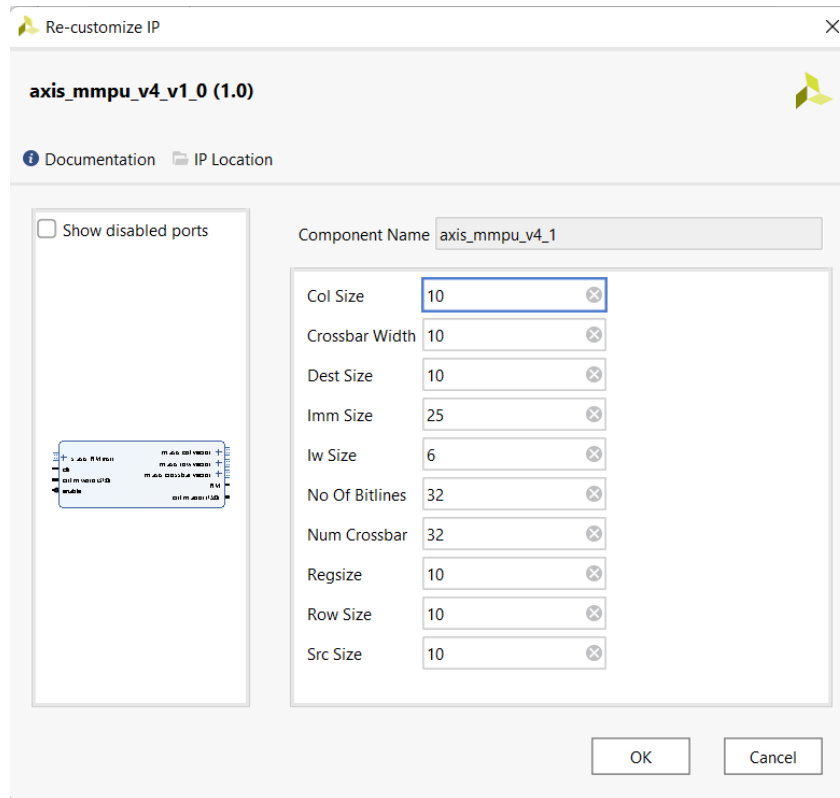 Re-customize IP
axis_mmpu_v4_v1_0 (1.0)
Documentation IP Location
Show disabled ports
Component Name axis_mmpu_v4_1
Col Size 10
Crossbar Width 10
Dest Size 10
Imm Size 25
Iw Size 6
No Of Bitlines 32
Num Crossbar 32
Regsize 10
Row Size 10
Src Size 10
clk
enable
OK Cancel